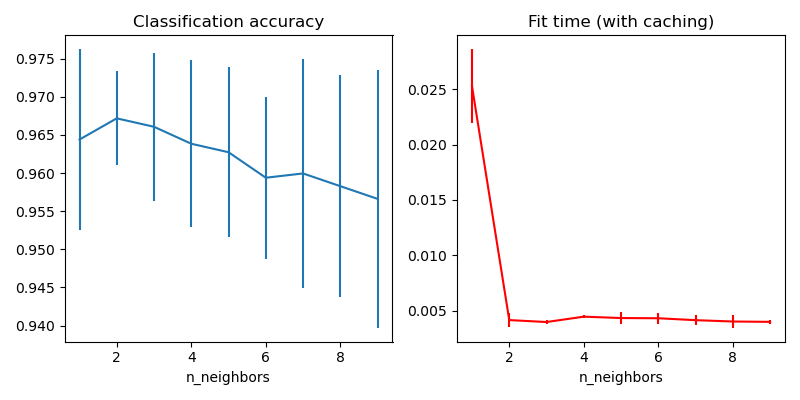 Classification accuracy
0.975
0.970
0.965
0.960
0.955
0.950
0.945
0.940
2 4 6 8
n_neighbors
Fit time (with caching)
0.025
0.020
0.015
0.010
0.005
2 4 6 8
n_neighbors